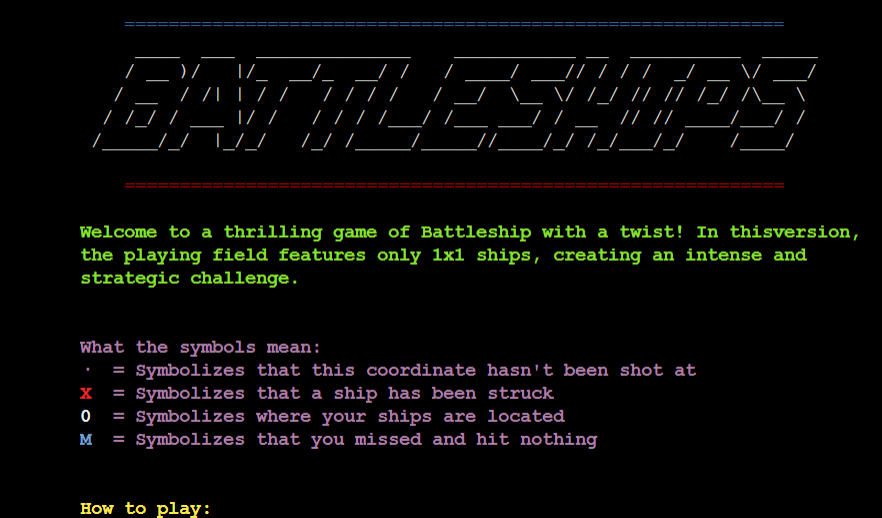 BATTLESHIPS
Welcome to a thrilling game of Battleship with a twist! In thisversion,
the playing field features only 1x1 ships, creating an intense and
strategic challenge.
What the symbols mean:
· = Symbolizes that this coordinate hasn't been shot at
X = Symbolizes that a ship has been struck
0 = Symbolizes where your ships are located
M = Symbolizes that you missed and hit nothing
How to play: